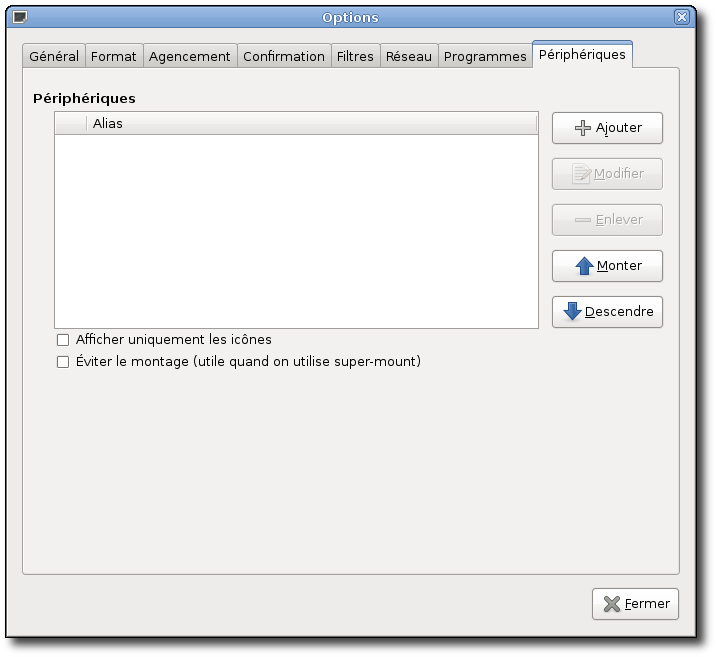 Options
Général Format Agencement Confirmation Filtres Réseau Programmes Périphériques
Périphériques
Alias
Ajouter
Modifier
Enlever
Monter
Descendre
Afficher uniquement les icônes
Éviter le montage (utile quand on utilise super-mount)
Fermer